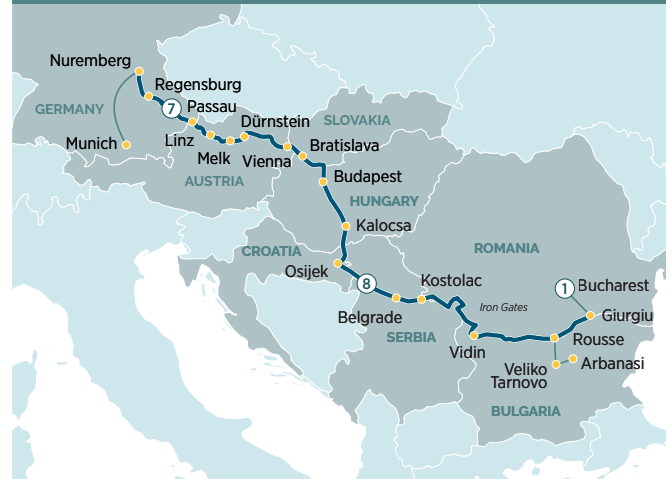 Nuremberg
Regensburg
7
GERMANY
Passau
Munich
Linz
Melk
Dürnstein
Vienna
SLOVAKIA
Bratislava
AUSTRIA
Budapest
HUNGARY
Kalocsa
CROATIA
Osijek
8
ROMANIA
Kostolac
Belgrade
SERBIA
Iron Gates
1
Bucharest
Giurgiu
Vidin
Rousse
Veliko
Tarnovo
Arbanasi
BULGARIA